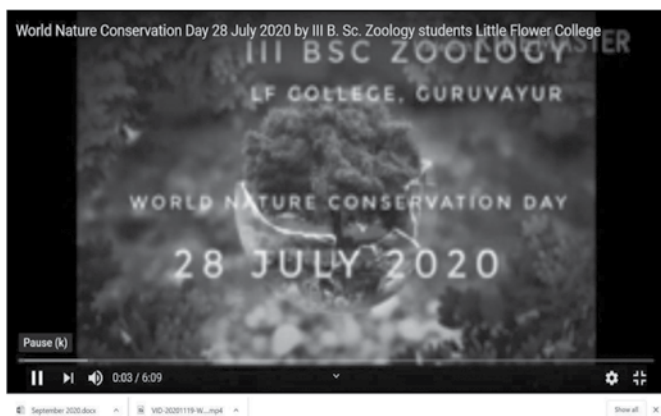 World Nature Conservation Day 28 July 2020 by III B. Sc. Zoology students Little Flower College
III BSC ZOOLOGY
LF COLLEGE, GURUVAYUR
WORLD NATURE CONSERVATION DAY
28 JULY 2020
Pause (k)
0:03 / 6:09
September 2020.docx
VID-20201119-W....mp4
Show all